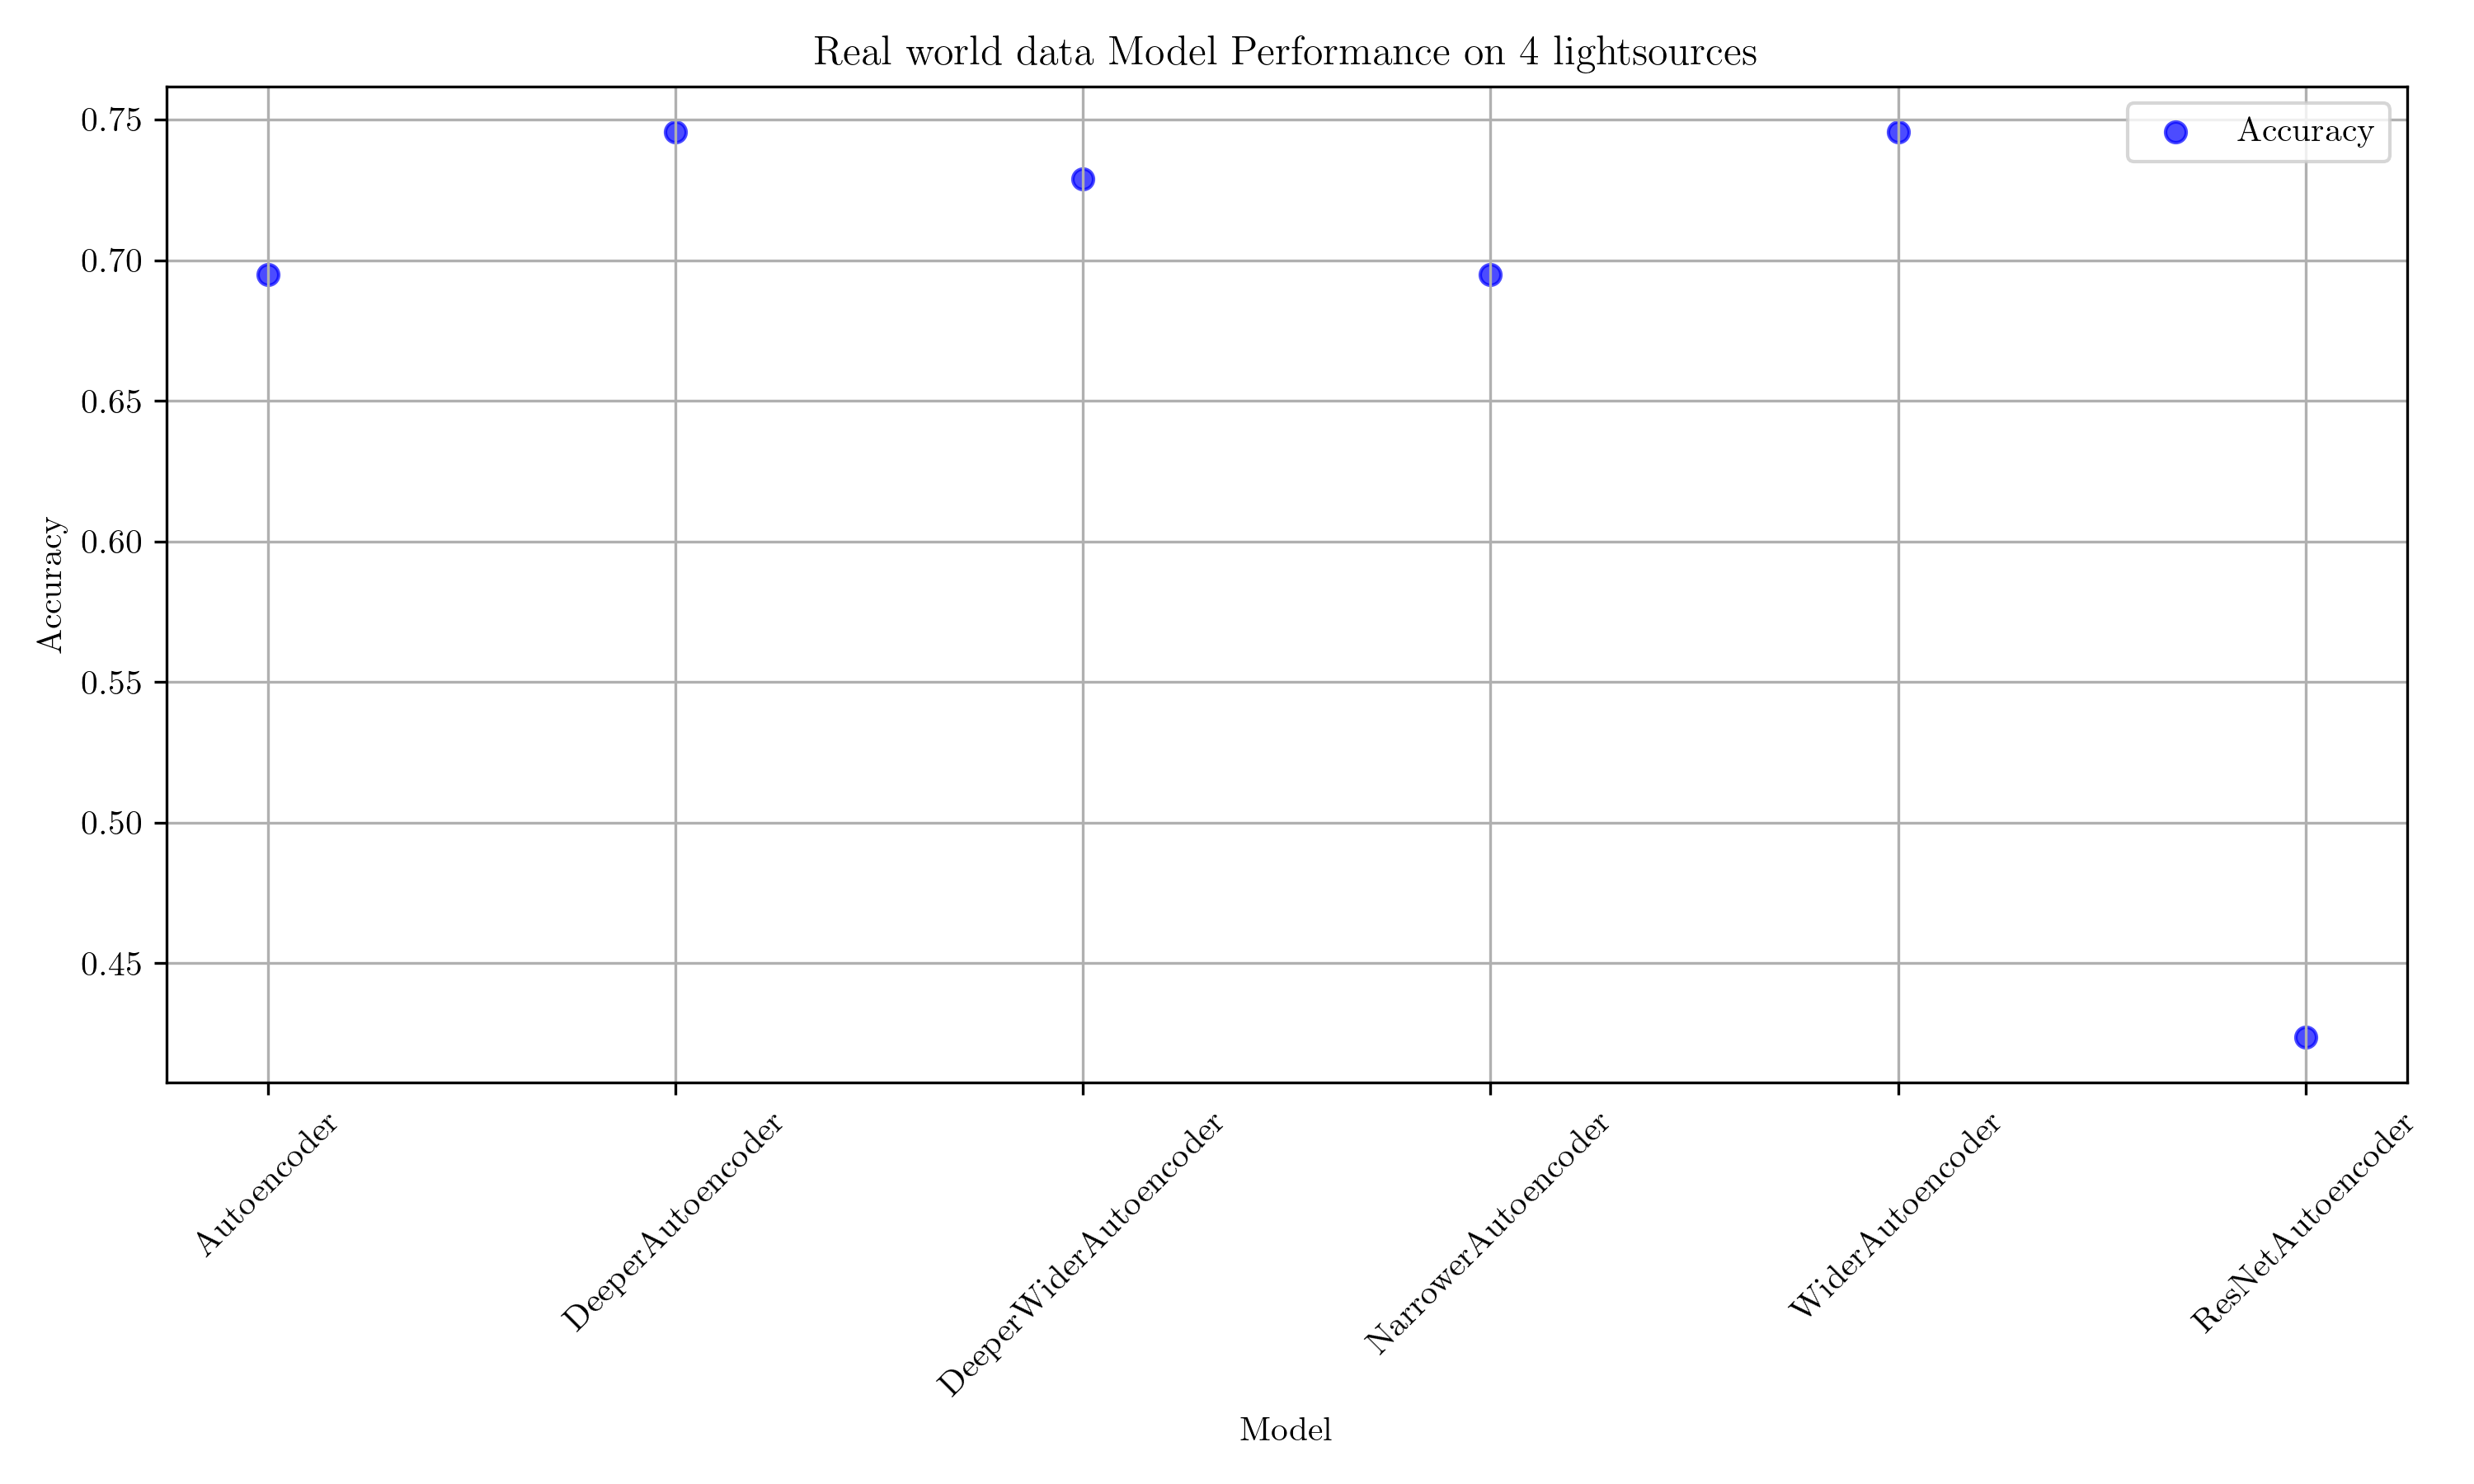 Real world data Model Performance on 4 lightsources
Accuracy
0.75
0.70
0.65
0.60
0.55
0.50
0.45
Accuracy
Autoencoder
DeeperAutoencoder
DeeperWiderAutoencoder
NarrowerAutoencoder
WiderAutoencoder
ResNetAutoencoder
Model